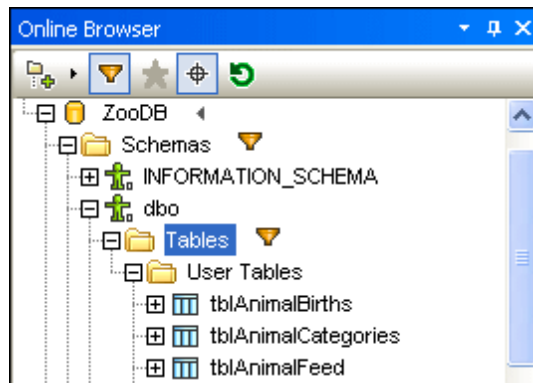 Online Browser
ZooDB
Schemas
INFORMATION_SCHEMA
dbo
Tables
User Tables
tblAnimalBirths
tblAnimalCategories
tblAnimalFeed